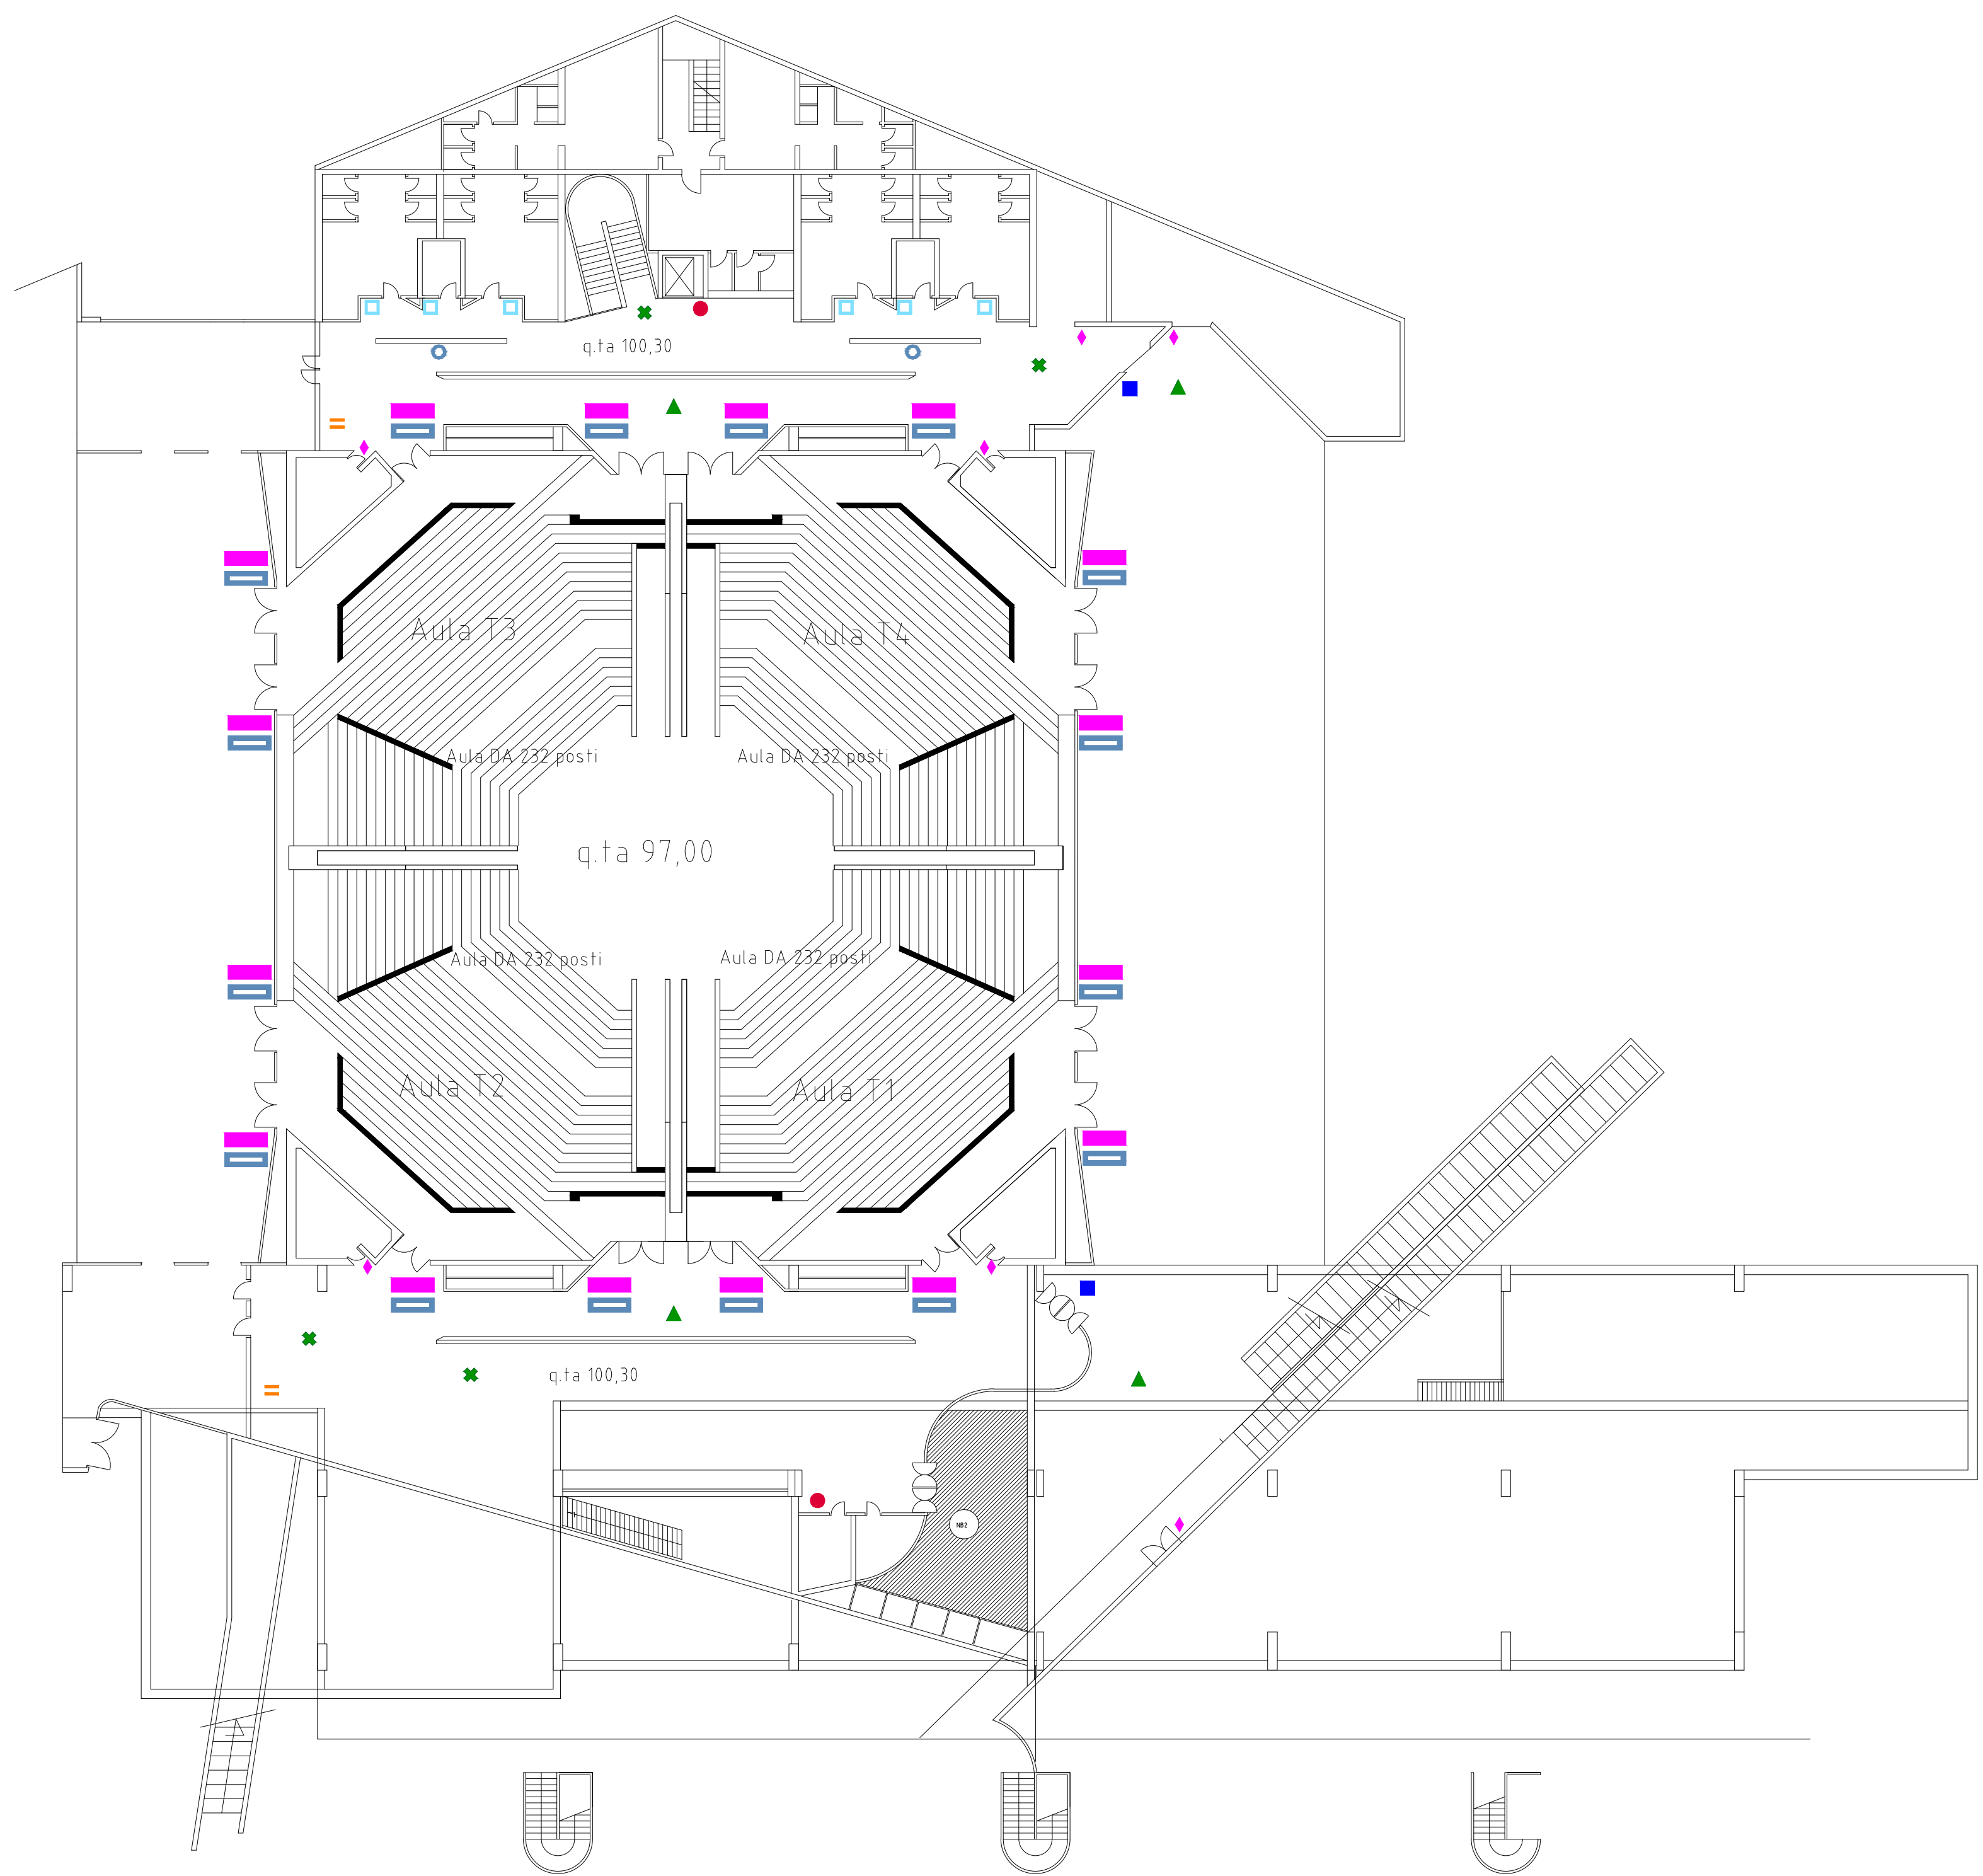 q.ta 100,30
Aula T3
Aula T4
Aula DA 232 posti
Aula DA 232 posti
q.ta 97,00
Aula DA 232 posti
Aula DA 232 posti
Aula T2
Aula T1
q.ta 100,30
NB2